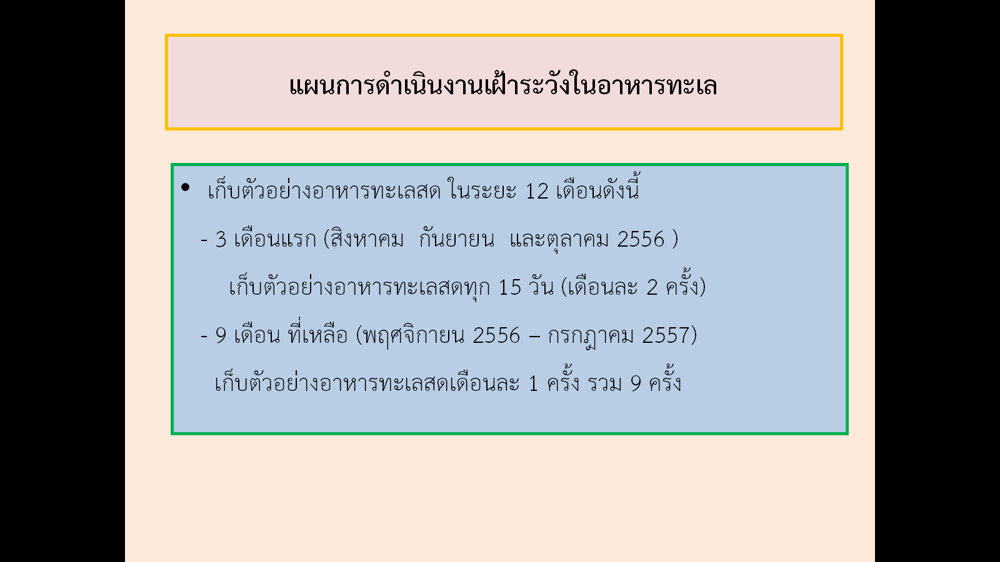 แผนการดำเนินงานเฝ้าระวังในอาหารทะเล
• เก็บตัวอย่างอาหารทะเลสด ในระยะ 12 เดือนดังนี้
- 3 เดือนแรก (สิงหาคม กันยายน และตุลาคม 2556 )
เก็บตัวอย่างอาหารทะเลสดทุก 15 วัน (เดือนละ 2 ครั้ง)
- 9 เดือน ที่เหลือ (พฤศจิกายน 2556 – กรกฎาคม 2557)
เก็บตัวอย่างอาหารทะเลสดเดือนละ 1 ครั้ง รวม 9 ครั้ง